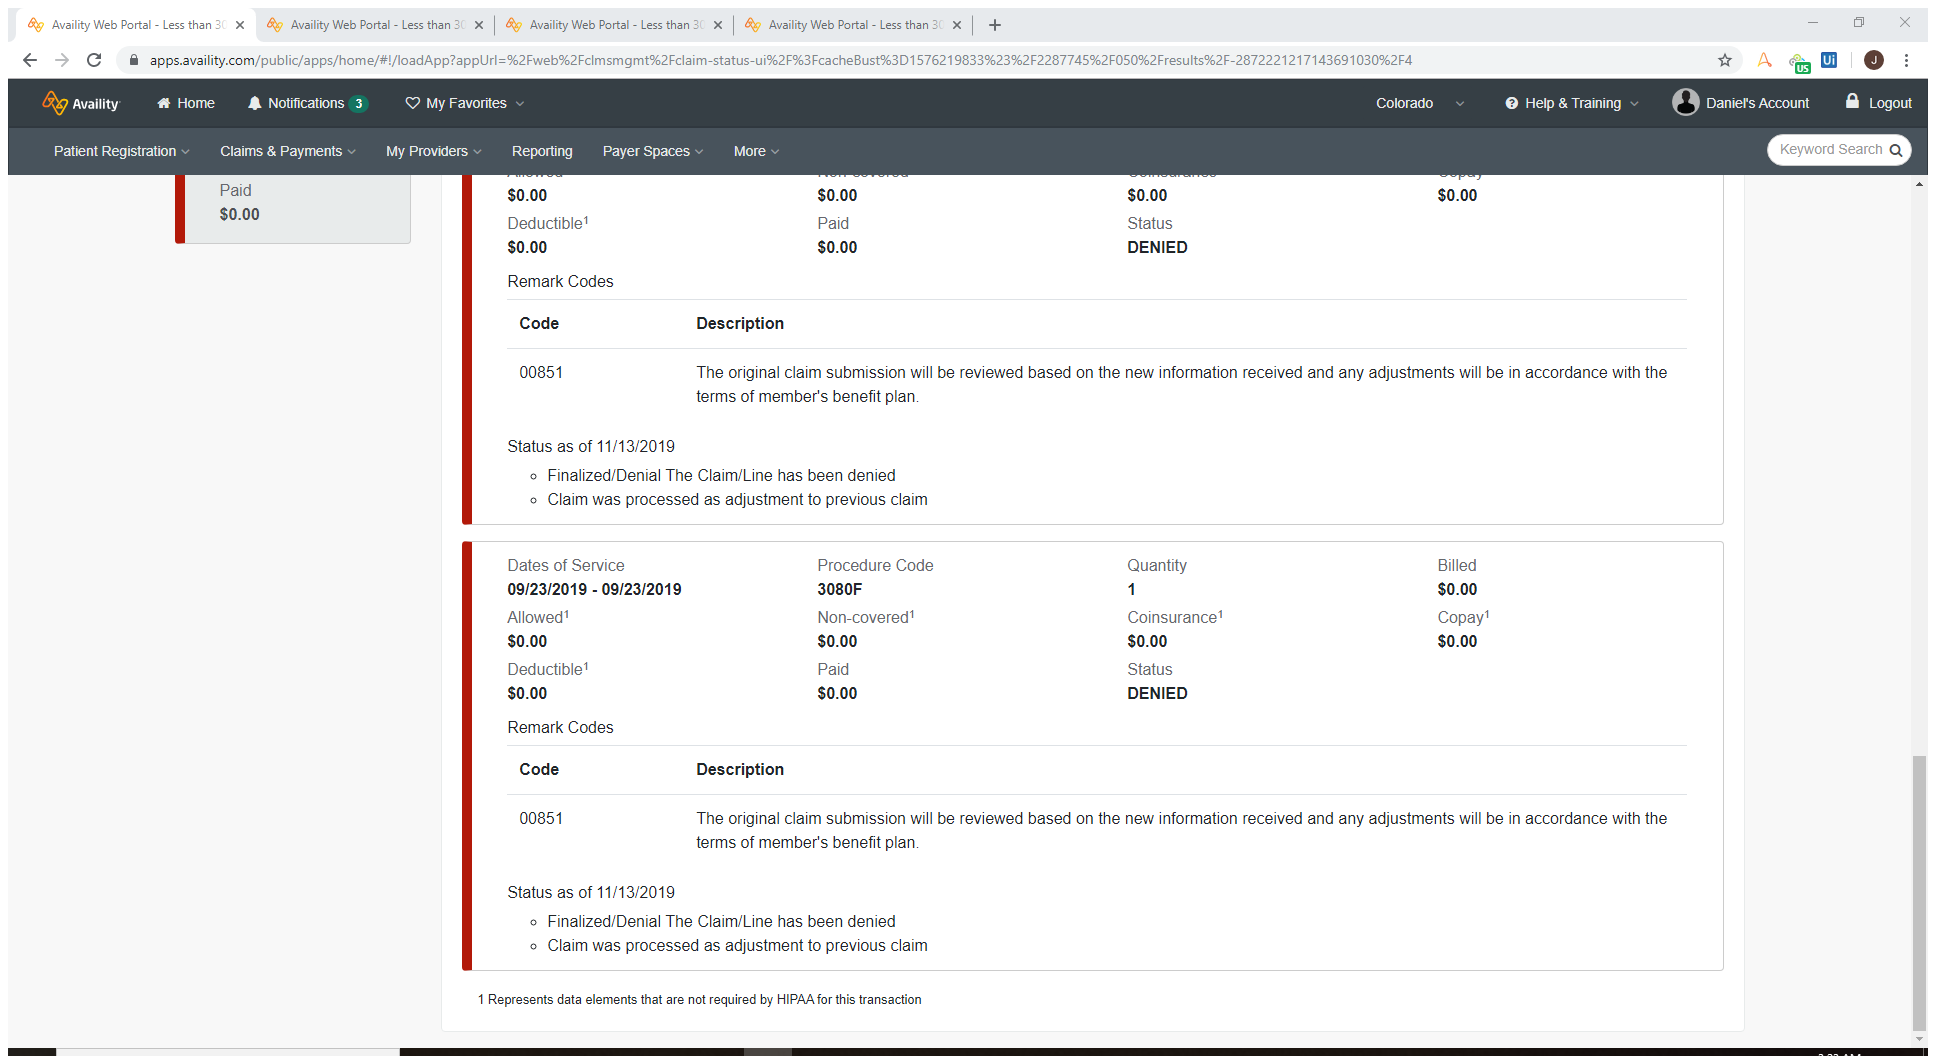 Availity Web Portal - Less than 30
Availity Web Portal - Less than 30
Availity Web Portal - Less than 30
Availity Web Portal - Less than 30
apps.availity.com/public/apps/home/#!/loadApp?appUrl=%2Fweb%2Fclmsmgmt%2Fclaim-status-ui%2F%3FcacheBust%3D1576219833%23%2F2287745%2F050%2Fresults%2F-2872221217143691030%2F4
US
Ui
J
Availity Home Notifications 3 My Favorites Colorado Help & Training Daniel's Account Logout
Patient Registration Claims & Payments My Providers Reporting Payer Spaces More Keyword Search
Paid
$0.00
Allowed Non-covered Coinsurance Copay
$0.00 $0.00 $0.00 $0.00
Deductible1 Paid Status
$0.00 $0.00 DENIED
Remark Codes
Code Description
00851 The original claim submission will be reviewed based on the new information received and any adjustments will be in accordance with the
terms of member's benefit plan.
Status as of 11/13/2019
Finalized/Denial The Claim/Line has been denied
Claim was processed as adjustment to previous claim
Dates of Service Procedure Code Quantity Billed
09/23/2019 - 09/23/2019 3080F 1 $0.00
Allowed1 Non-covered1 Coinsurance1 Copay1
$0.00 $0.00 $0.00 $0.00
Deductible1 Paid Status
$0.00 $0.00 DENIED
Remark Codes
Code Description
00851 The original claim submission will be reviewed based on the new information received and any adjustments will be in accordance with the
terms of member's benefit plan.
Status as of 11/13/2019
Finalized/Denial The Claim/Line has been denied
Claim was processed as adjustment to previous claim
1 Represents data elements that are not required by HIPAA for this transaction